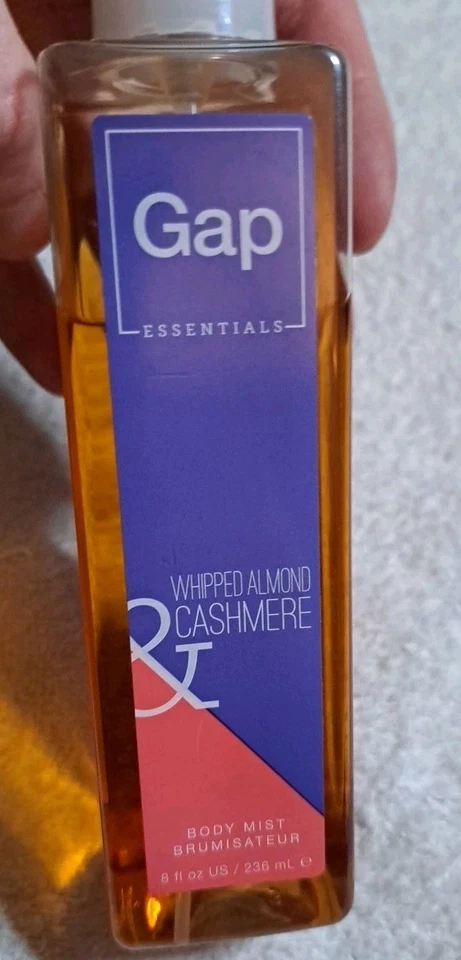 Gap
ESSENTIALS
WHIPPED ALMOND
& CASHMERE
BODY MIST
BRUMISATEUR
8 fl oz US / 236 mL ℮